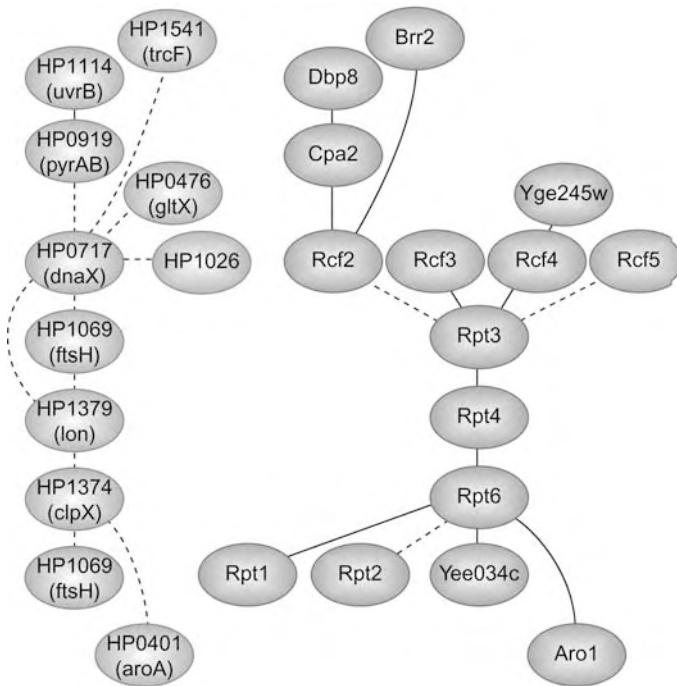 HP1541
(trcF)
HP1114
(uvrB)
HP0919
(pyrAB)
HP0476
(gltX)
HP0717
(dnaX)
HP1026
HP1069
(ftsH)
HP1379
(lon)
HP1374
(clpX)
HP1069
(ftsH)
HP0401
(aroA)
Brr2
Dbp8
Cpa2
Yge245w
Rcf2
Rcf3
Rcf4
Rcf5
Rpt3
Rpt4
Rpt6
Rpt1
Rpt2
Yee034c
Aro1